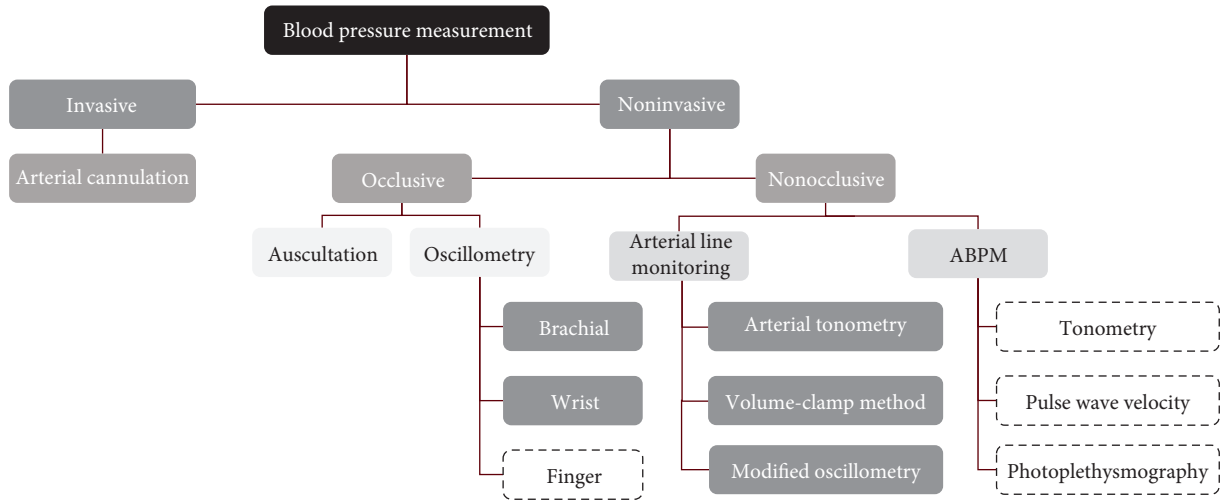 Blood pressure measurement
Invasive
Noninvasive
Arterial cannulation
Occlusive
Nonocclusive
Auscultation
Oscillometry
Arterial line
monitoring
ABPM
Brachial
Arterial tonometry
Tonometry
Wrist
Volume-clamp method
Pulse wave velocity
Finger
Modified oscillometry
Photoplethysmography